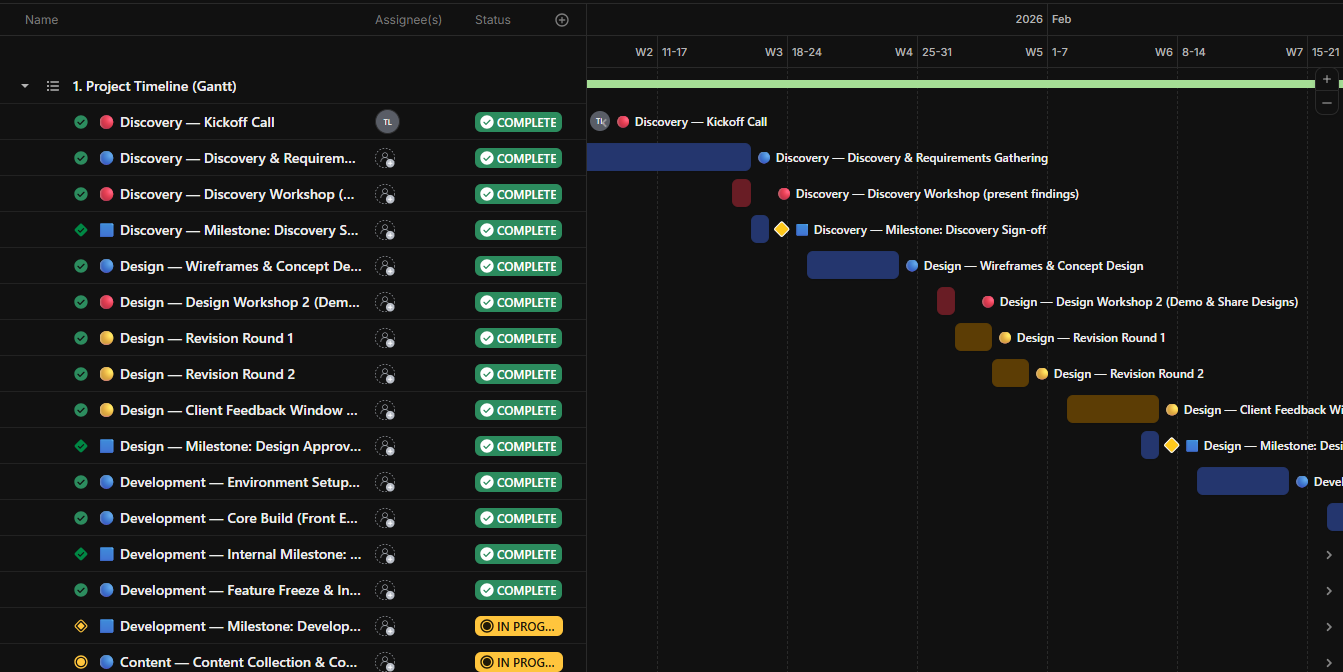 Name Assignee(s) Status 2026 Feb
W2 11-17 W3 18-24 W4 25-31 W5 1-7 W6 8-14 W7 15-21
1. Project Timeline (Gantt)
Discovery — Kickoff Call TL COMPLETE TL Discovery — Kickoff Call
Discovery — Discovery & Requirem... COMPLETE Discovery — Discovery & Requirements Gathering
Discovery — Discovery Workshop (... COMPLETE Discovery — Discovery Workshop (present findings)
Discovery — Milestone: Discovery S... COMPLETE Discovery — Milestone: Discovery Sign-off
Design — Wireframes & Concept De... COMPLETE Design — Wireframes & Concept Design
Design — Design Workshop 2 (Dem... COMPLETE Design — Design Workshop 2 (Demo & Share Designs)
Design — Revision Round 1 COMPLETE Design — Revision Round 1
Design — Revision Round 2 COMPLETE Design — Revision Round 2
Design — Client Feedback Window ... COMPLETE Design — Client Feedback Wi
Design — Milestone: Design Approv... COMPLETE Design — Milestone: Desi
Development — Environment Setup... COMPLETE Devel
Development — Core Build (Front E... COMPLETE
Development — Internal Milestone: ... COMPLETE
Development — Feature Freeze & In... COMPLETE
Development — Milestone: Develop... IN PROG...
Content — Content Collection & Co... IN PROG...